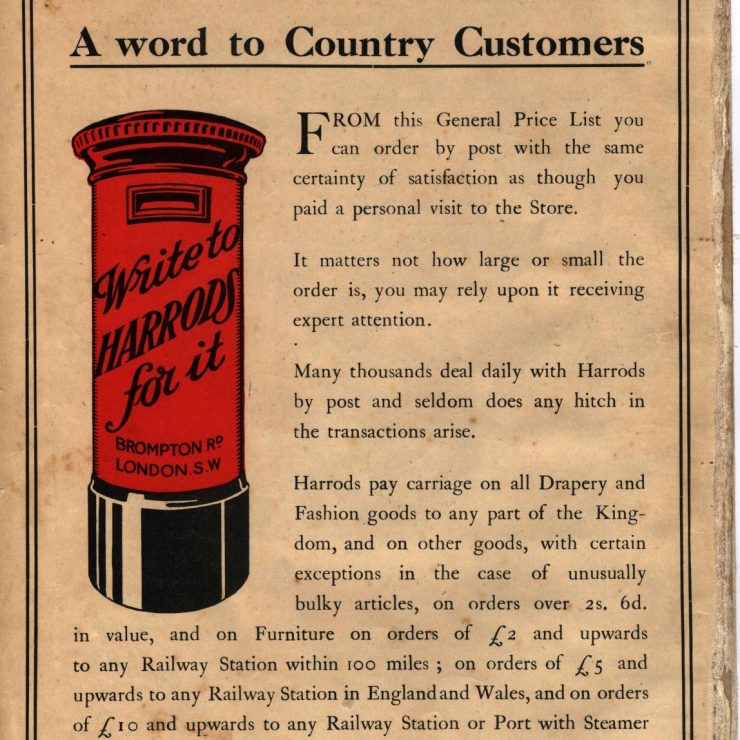 A word to Country Customers
Write to
HARRODS
for it
BROMPTON RD
LONDON.S.W
FROM this General Price List you
can order by post with the same
certainty of satisfaction as though you
paid a personal visit to the Store.
It matters not how large or small the
order is, you may rely upon it receiving
expert attention.
Many thousands deal daily with Harrods
by post and seldom does any hitch in
the transactions arise.
Harrods pay carriage on all Drapery and
Fashion goods to any part of the King-
dom, and on other goods, with certain
exceptions in the case of unusually
bulky articles, on orders over 2s. 6d.
in value, and on Furniture on orders of £2 and upwards
to any Railway Station within 100 miles ; on orders of £5 and
upwards to any Railway Station in England and Wales, and on orders
of £10 and upwards to any Railway Station or Port with Steamer